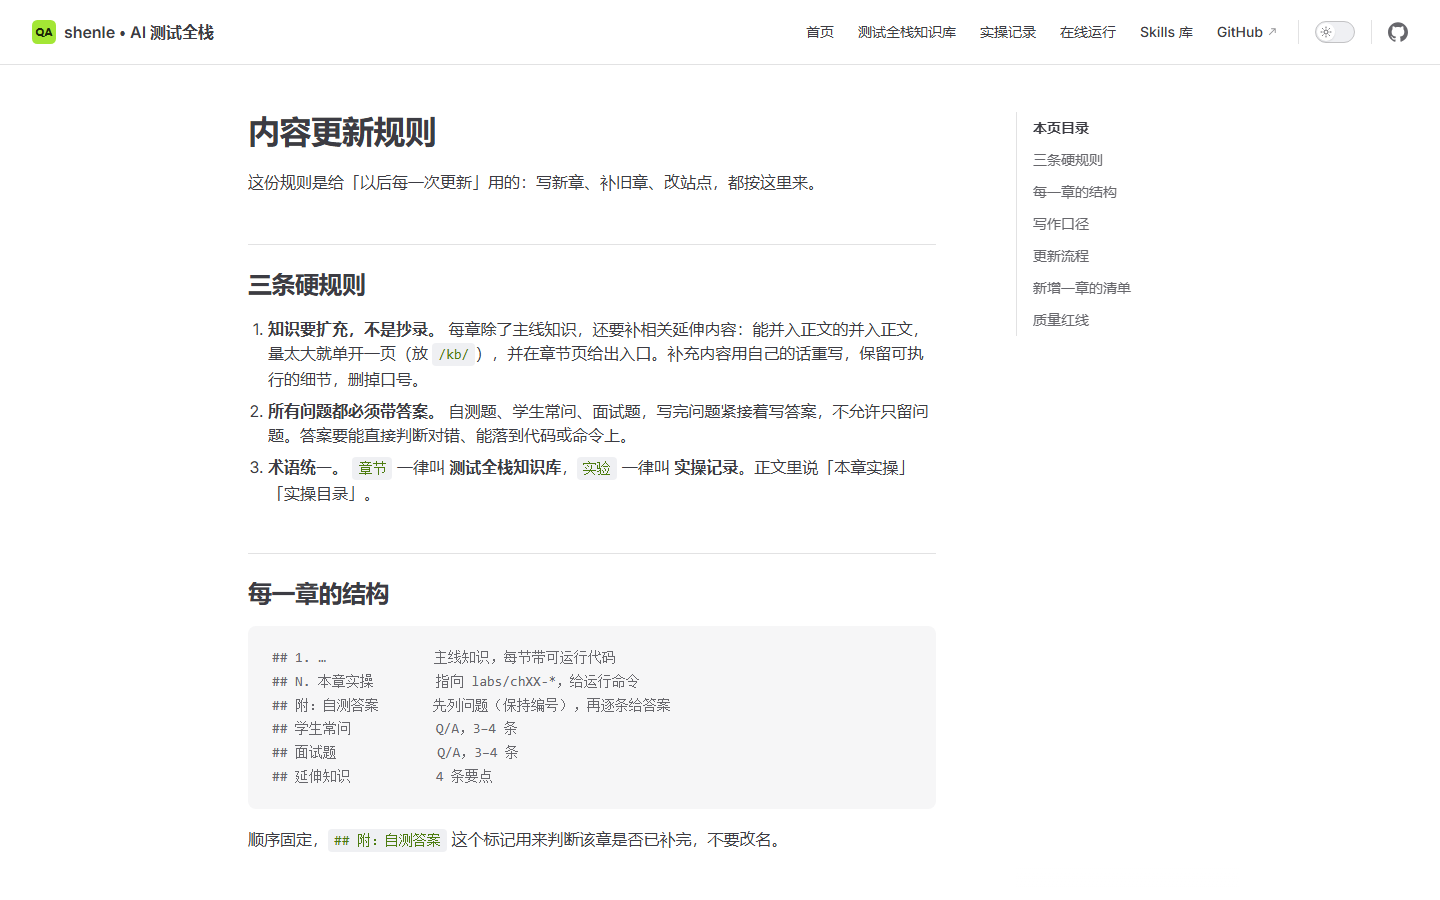 QA shenle • AI 测试全栈
首页 测试全栈知识库 实操记录 在线运行 Skills 库 GitHub ↗
内容更新规则
这份规则是给「以后每一次更新」用的：写新章、补旧章、改站点，都按这里来。
三条硬规则
1. 知识要扩充，不是抄录。 每章除了主线知识，还要补相关延伸内容：能并入正文的并入正文，
量太大就单开一页（放 /kb/），并在章节页给出入口。补充内容用自己的话重写，保留可执
行的细节，删掉口号。
2. 所有问题都必须带答案。 自测题、学生常问、面试题，写完问题紧接着写答案，不允许只留问
题。答案要能直接判断对错、能落到代码或命令上。
3. 术语统一。 章节 一律叫 测试全栈知识库，实验 一律叫 实操记录。正文里说「本章实操」
「实操目录」。
每一章的结构
## 1. … 主线知识，每节带可运行代码
## N. 本章实操 指向 labs/chXX-*，给运行命令
## 附：自测答案 先列问题（保持编号），再逐条给答案
## 学生常问 Q/A，3–4 条
## 面试题 Q/A，3–4 条
## 延伸知识 4 条要点
顺序固定，## 附：自测答案 这个标记用来判断该章是否已补完，不要改名。
本页目录
三条硬规则
每一章的结构
写作口径
更新流程
新增一章的清单
质量红线